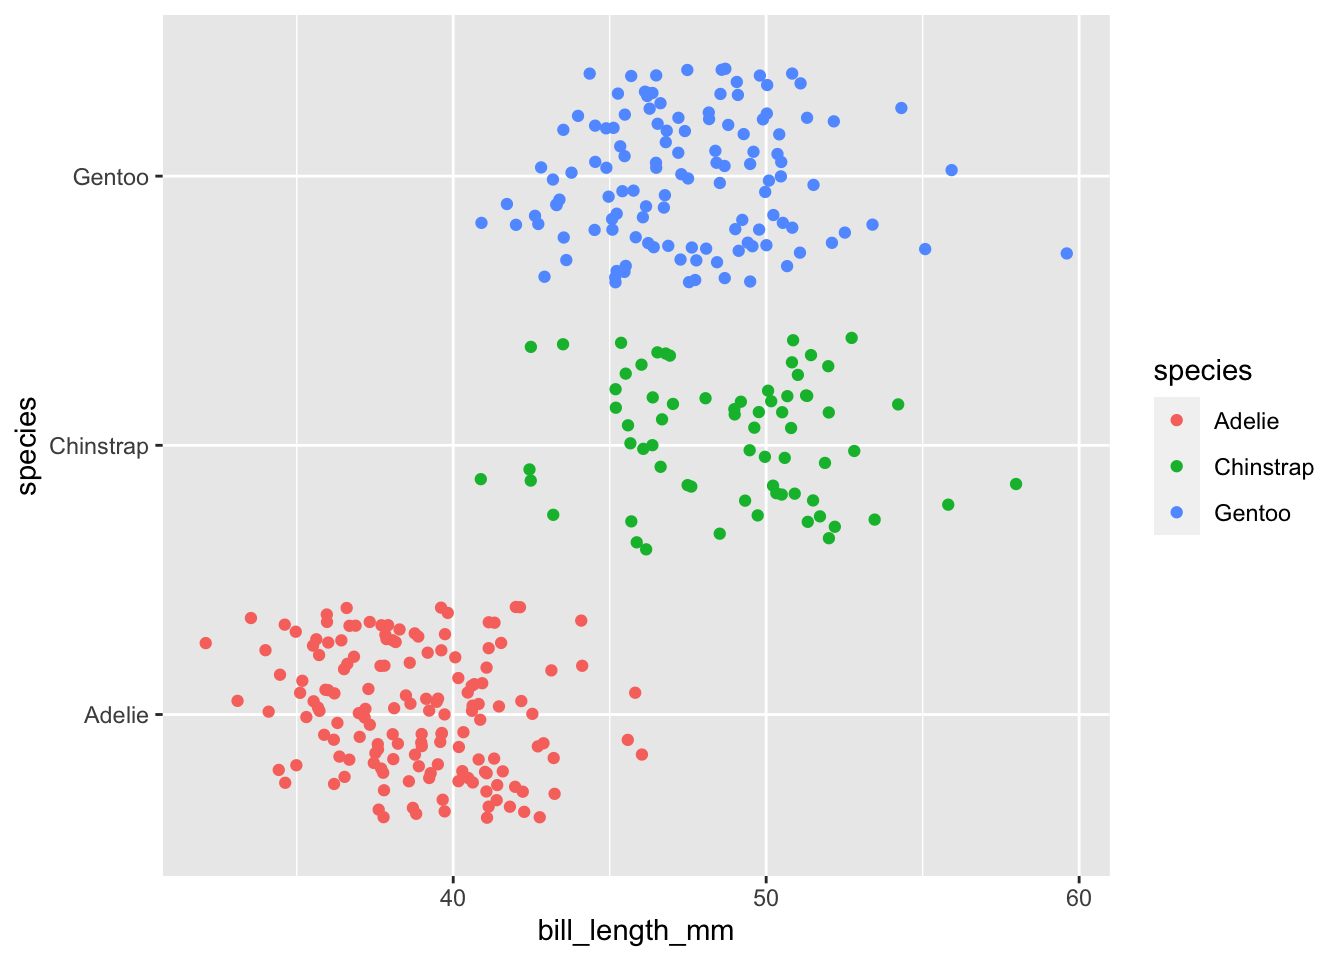 species
Gentoo
Chinstrap
Adelie
40
50
60
bill_length_mm
species
Adelie
Chinstrap
Gentoo